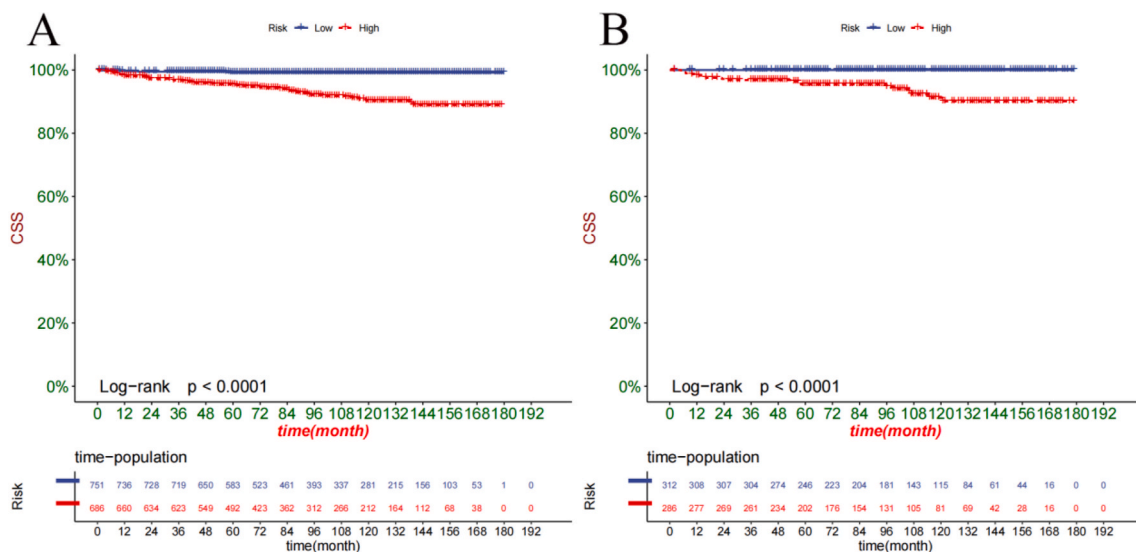 A
Risk Low High
100%
80%
60%
40%
20%
0%
CSS
Log-rank p < 0.0001
0 12 24 36 48 60 72 84 96 108 120 132 144 156 168 180 192
time(month)
time-population
Risk
751 736 728 719 650 583 523 461 393 337 281 215 156 103 53 1 0
686 660 634 623 549 492 423 362 312 266 212 164 112 68 38 0 0
0 12 24 36 48 60 72 84 96 108 120 132 144 156 168 180 192
time(month)
B
Risk Low High
100%
80%
60%
40%
20%
0%
CSS
Log-rank p < 0.0001
0 12 24 36 48 60 72 84 96 108 120 132 144 156 168 180 192
time(month)
time-population
Risk
312 308 307 304 274 246 223 204 181 143 115 84 61 44 16 0 0
286 277 269 261 234 202 176 154 131 105 81 69 42 28 16 0 0
0 12 24 36 48 60 72 84 96 108 120 132 144 156 168 180 192
time(month)